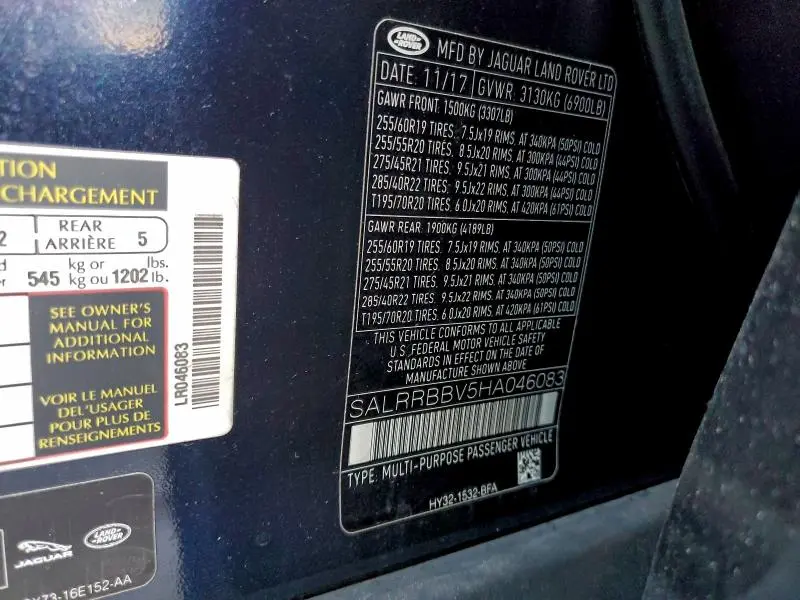 LAND ROVER
MFD BY JAGUAR LAND ROVER LTD
DATE: 11/17 GVWR 3130KG (6900LB)
GAWR FRONT 1500KG (3307LB)
255/60R19 TIRES, 7.5Jx19 RIMS, AT 340KPA (50PSI) COLD
255/55R20 TIRES, 8.5Jx20 RIMS, AT 300KPA (44PSI) COLD
275/45R21 TIRES, 9.5Jx21 RIMS, AT 300KPA (44PSI) COLD
285/40R22 TIRES, 9.5Jx22 RIMS, AT 300KPA (44PSI) COLD
T195/70R20 TIRES, 6.0Jx20 RIMS, AT 420KPA (61PSI) COLD
GAWR REAR: 1900KG (4189LB)
255/60R19 TIRES, 7.5Jx19 RIMS, AT 340KPA (50PSI) COLD
255/55R20 TIRES, 8.5Jx20 RIMS, AT 340KPA (50PSI) COLD
275/45R21 TIRES, 9.5Jx21 RIMS, AT 340KPA (50PSI) COLD
285/40R22 TIRES, 9.5Jx22 RIMS, AT 340KPA (50PSI) COLD
T195/70R20 TIRES, 6.0Jx20 RIMS, AT 420KPA (61PSI) COLD
THIS VEHICLE CONFORMS TO ALL APPLICABLE
U.S. FEDERAL MOTOR VEHICLE SAFETY
STANDARDS IN EFFECT ON THE DATE OF
MANUFACTURE SHOWN ABOVE
SALRRBBV5HA046083
TYPE: MULTI-PURPOSE PASSENGER VEHICLE
HY32-1532-BFA
TION
CHARGEMENT
2 REAR ARRIÈRE 5
545 kg or kg ou 1202 lbs. lb.
SEE OWNER'S
MANUAL FOR
ADDITIONAL
INFORMATION
VOIR LE MANUEL
DEL'USAGER
POUR PLUS DE
RENSEIGNEMENTS
LR046083
JAGUAR
LAND ROVER
73-16E152-AA